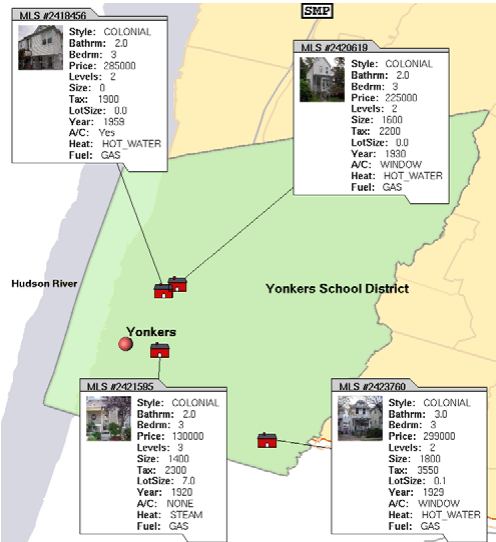 SMP
MLS #2418456
Style: COLONIAL
Bathrm: 2.0
Bedrm: 3
Price: 285000
Levels: 2
Size: 0
Tax: 1900
LotSize: 0.0
Year: 1959
A/C: Yes
Heat: HOT_WATER
Fuel: GAS
MLS #2420619
Style: COLONIAL
Bathrm: 2.0
Bedrm: 3
Price: 225000
Levels: 2
Size: 1600
Tax: 2200
LotSize: 0.0
Year: 1930
A/C: WINDOW
Heat: HOT_WATER
Fuel: GAS
Hudson River
Yonkers School District
Yonkers
MLS #2421595
Style: COLONIAL
Bathrm: 2.0
Bedrm: 3
Price: 130000
Levels: 3
Size: 1400
Tax: 2300
LotSize: 7.0
Year: 1920
A/C: NONE
Heat: STEAM
Fuel: GAS
MLS #2423760
Style: COLONIAL
Bathrm: 3.0
Bedrm: 3
Price: 299000
Levels: 2
Size: 1800
Tax: 3550
LotSize: 0.1
Year: 1929
A/C: WINDOW
Heat: HOT_WATER
Fuel: GAS